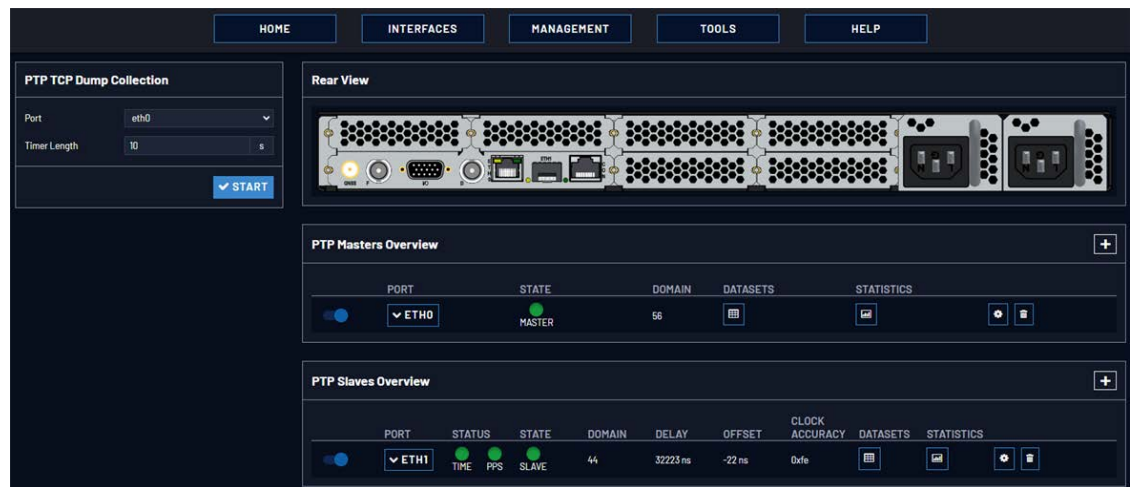 HOME INTERFACES MANAGEMENT TOOLS HELP
PTP TCP Dump Collection
Port eth0
Timer Length 10 s
START
Rear View
GNSS F I/O ETH1
N L N L
PTP Masters Overview
PORT STATE DOMAIN DATASETS STATISTICS
ETH0 MASTER 56
PTP Slaves Overview
PORT STATUS STATE DOMAIN DELAY OFFSET CLOCK ACCURACY DATASETS STATISTICS
ETH1 TIME PPS SLAVE 44 32223 ns -22 ns 0xfe